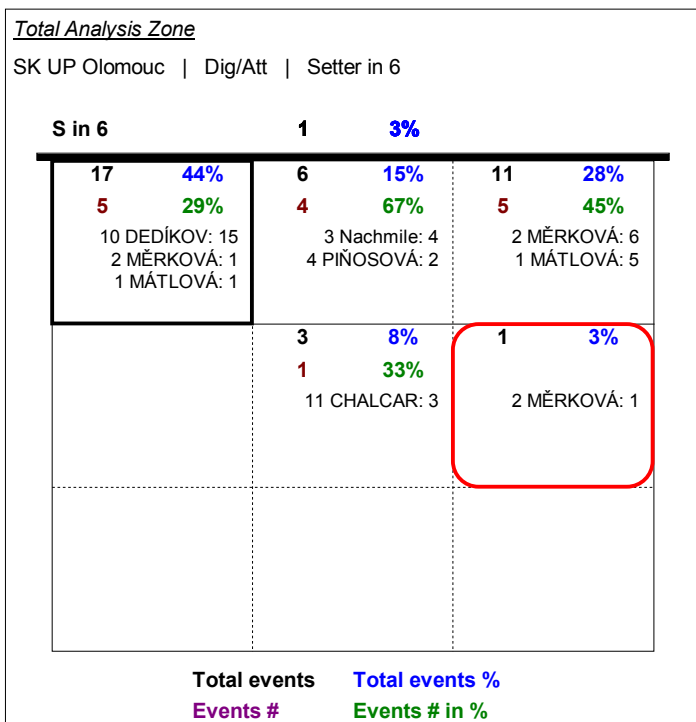 Total Analysis Zone
SK UP Olomouc | Dig/Att | Setter in 6
S in 6 1 3%
17 44% 6 15% 11 28%
5 29% 4 67% 5 45%
10 DEDÍKOV: 15 3 Nachmile: 4 2 MĚRKOVÁ: 6
2 MĚRKOVÁ: 1 4 PIŇOSOVÁ: 2 1 MÁTLOVÁ: 5
1 MÁTLOVÁ: 1
3 8% 1 3%
1 33%
11 CHALCAR: 3 2 MĚRKOVÁ: 1
Total events Total events %
Events # Events # in %